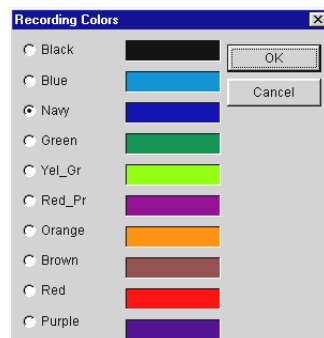 Recording Colors
Black
OK
Blue
Cancel
Navy
Green
Yel_Gr
Red_Pr
Orange
Brown
Red
Purple